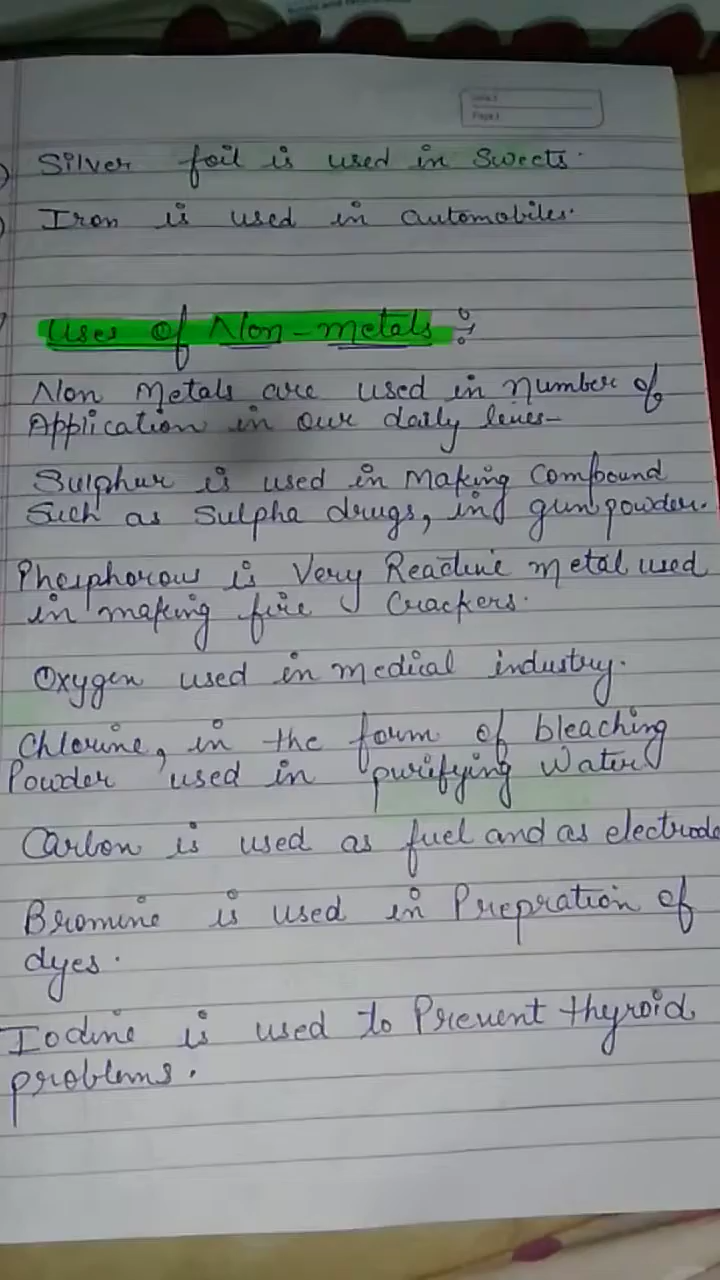 Silver foil is used in Sweets.
Iron is used in automobiles.
Uses of Non-metals :-
Non Metals are used in number of
Application in our daily lives-
Sulphur is used in Making Compound
Such as Sulpha drugs, in gun powder.
Phosphorous is Very Reactive metal used
in making fire Crackers.
Oxygen used in medical industry.
Chlorine, in the form of bleaching
Powder used in purifying Water
Carbon is used as fuel and as electrode
Bromine is used in Prepration of
dyes.
Iodine is used to Prevent thyroid
problems.